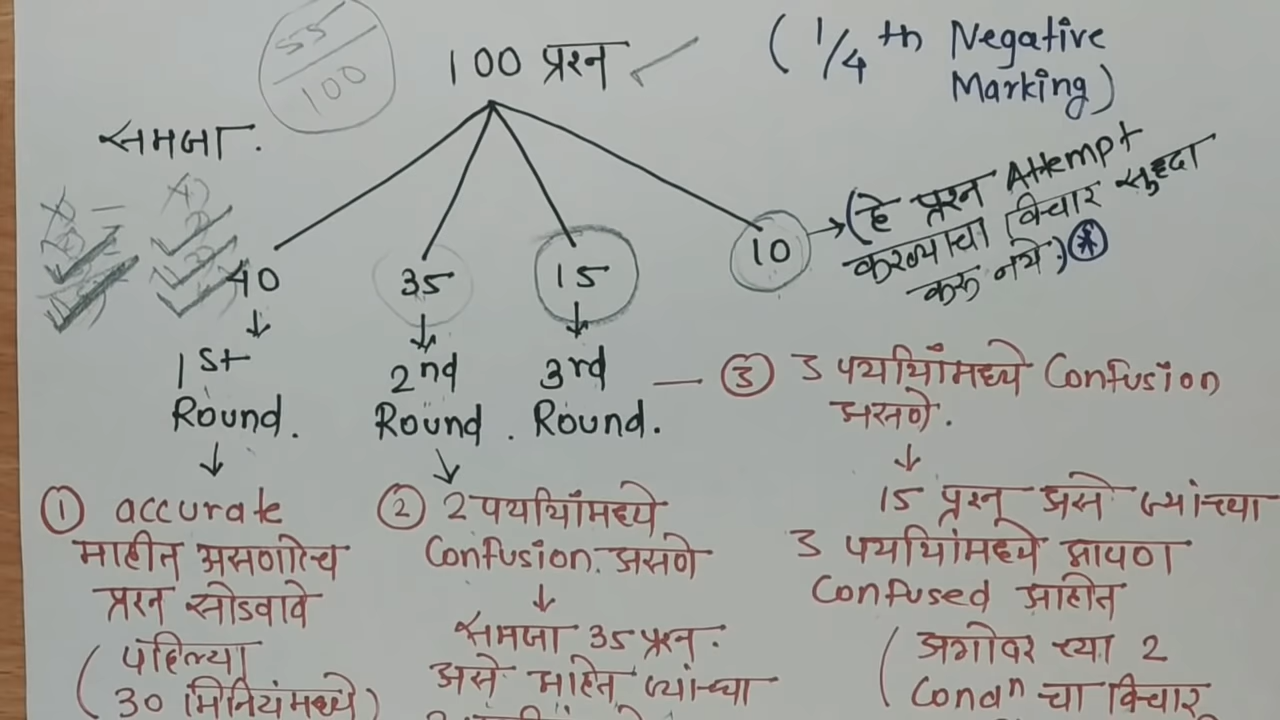 55/100
100 प्रश्न
(1/4th Negative
Marking)
समजा.
40
35
15
10
(हे प्रश्न Attempt
करण्याचा विचार सुद्दा
करू नये.)*
1st
Round.
2nd
Round.
3rd
Round.
① accurate
माहीत असणारेच
प्रश्न सोडवावे
(पहिल्या
30 मिनिटांमध्ये)
② 2 पर्यायांमध्ये
Confusion. असणे
समजा 35 प्रश्न.
असे आहेत ज्यांच्या
③ 3 पर्यायांमध्ये Confusion
असणे.
15 प्रश्न असे ज्यांच्या
3 पर्यायांमध्ये आपण
Confused आहोत
(अगोदर च्या 2
Condn चा विचार